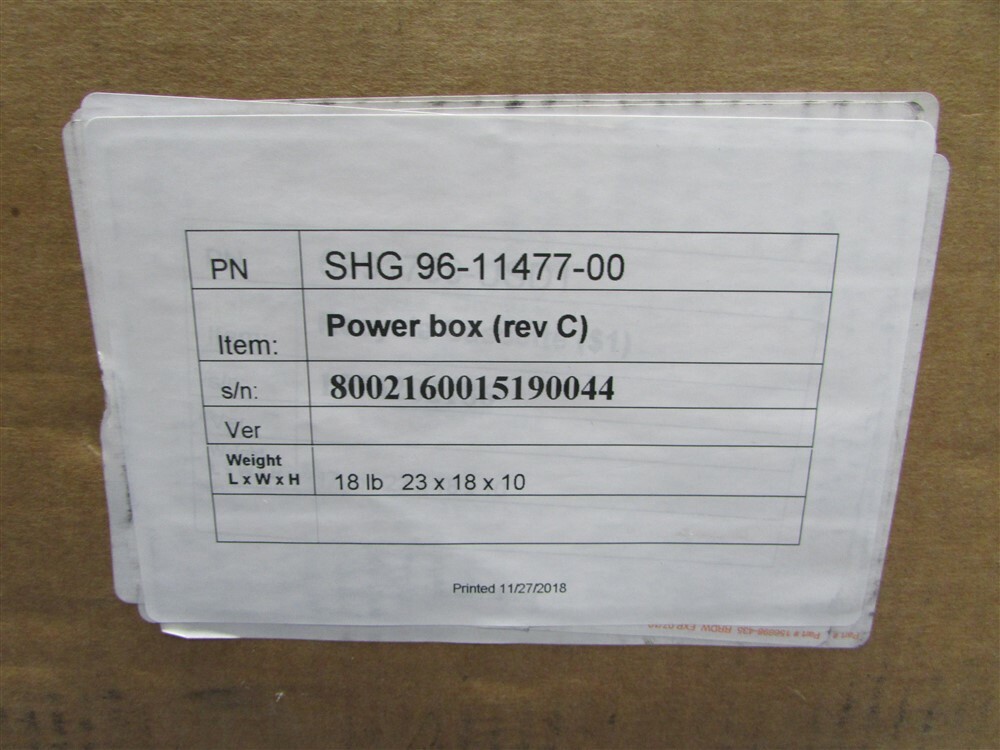 PN SHG 96-11477-00
Item: Power box (rev C)
s/n: 8002160015190044
Ver
Weight
L x W x H 18 lb 23 x 18 x 10
Printed 11/27/2018